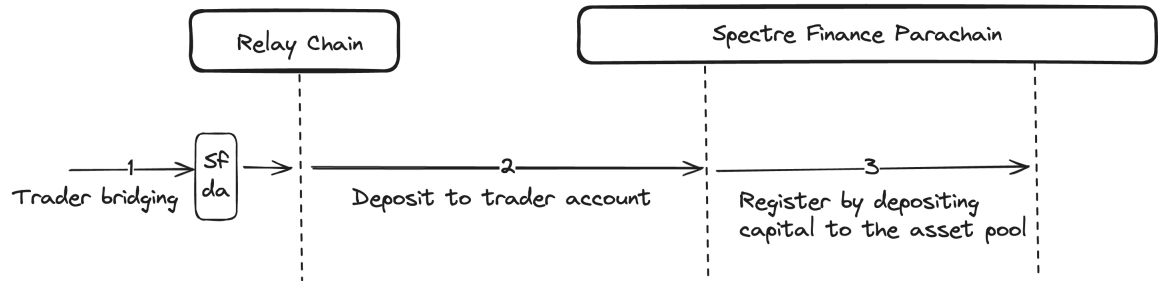 Relay Chain
Spectre Finance Parachain
1
Trader bridging
sf
da
2
Deposit to trader account
3
Register by depositing
capital to the asset pool